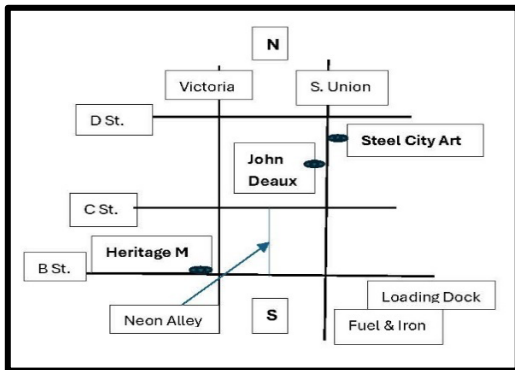 N
Victoria
S. Union
D St.
Steel City Art
John
Deaux
C St.
Heritage M
B St.
Loading Dock
Neon Alley
S
Fuel & Iron